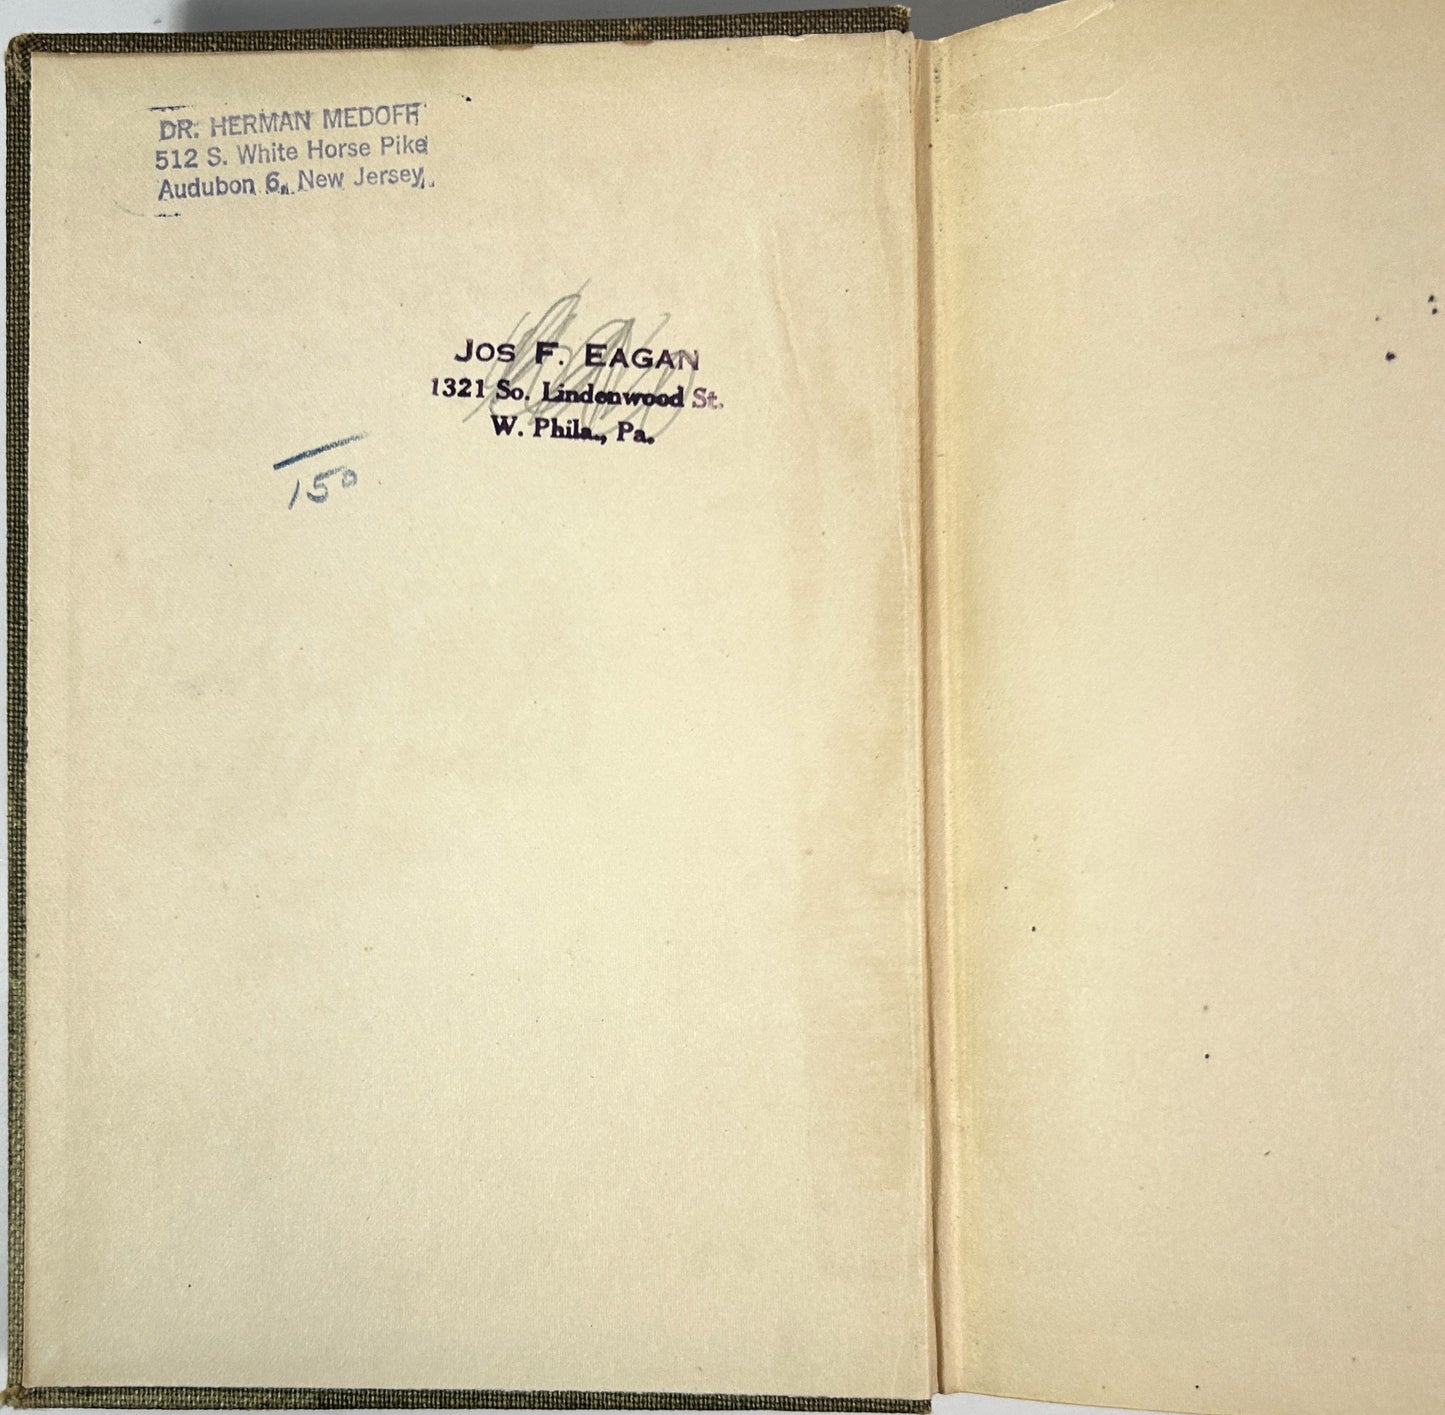 DR. HERMAN MEDOFF
512 S. White Horse Pike
Audubon 6, New Jersey
JOS F. EAGAN
1321 So. Lindenwood St.
W. Phila., Pa.
150